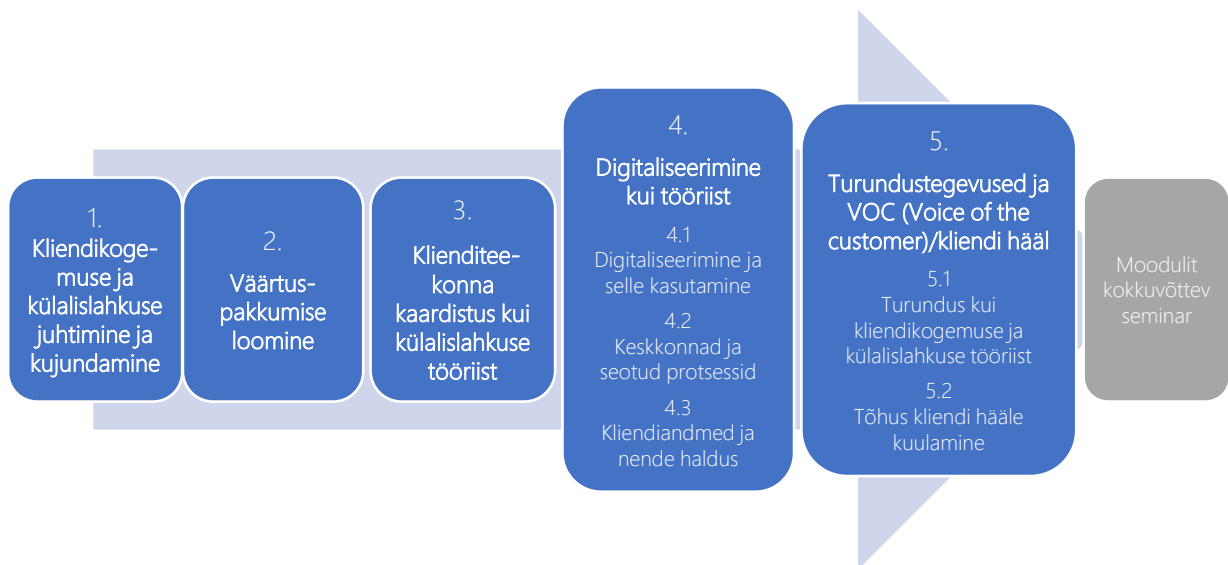 1.
Kliendikoge-
muse ja
külalislahkuse
juhtimine ja
kujundamine
2.
Väärtus-
pakkumise
loomine
3.
Klienditee-
konna
kaardistus kui
külalislahkuse
tööriist
4.
Digitaliseerimine
kui tööriist
4.1
Digitaliseerimine ja
selle kasutamine
4.2
Keskkonnad ja
seotud protsessid
4.3
Kliendiandmed ja
nende haldus
5.
Turundustegevused ja
VOC (Voice of the
customer)/kliendi hääl
5.1
Turundus kui
kliendikogemuse ja
külalislahkuse tööriist
5.2
Tõhus kliendi hääle
kuulamine
Moodulit
kokkuvõttev
seminar